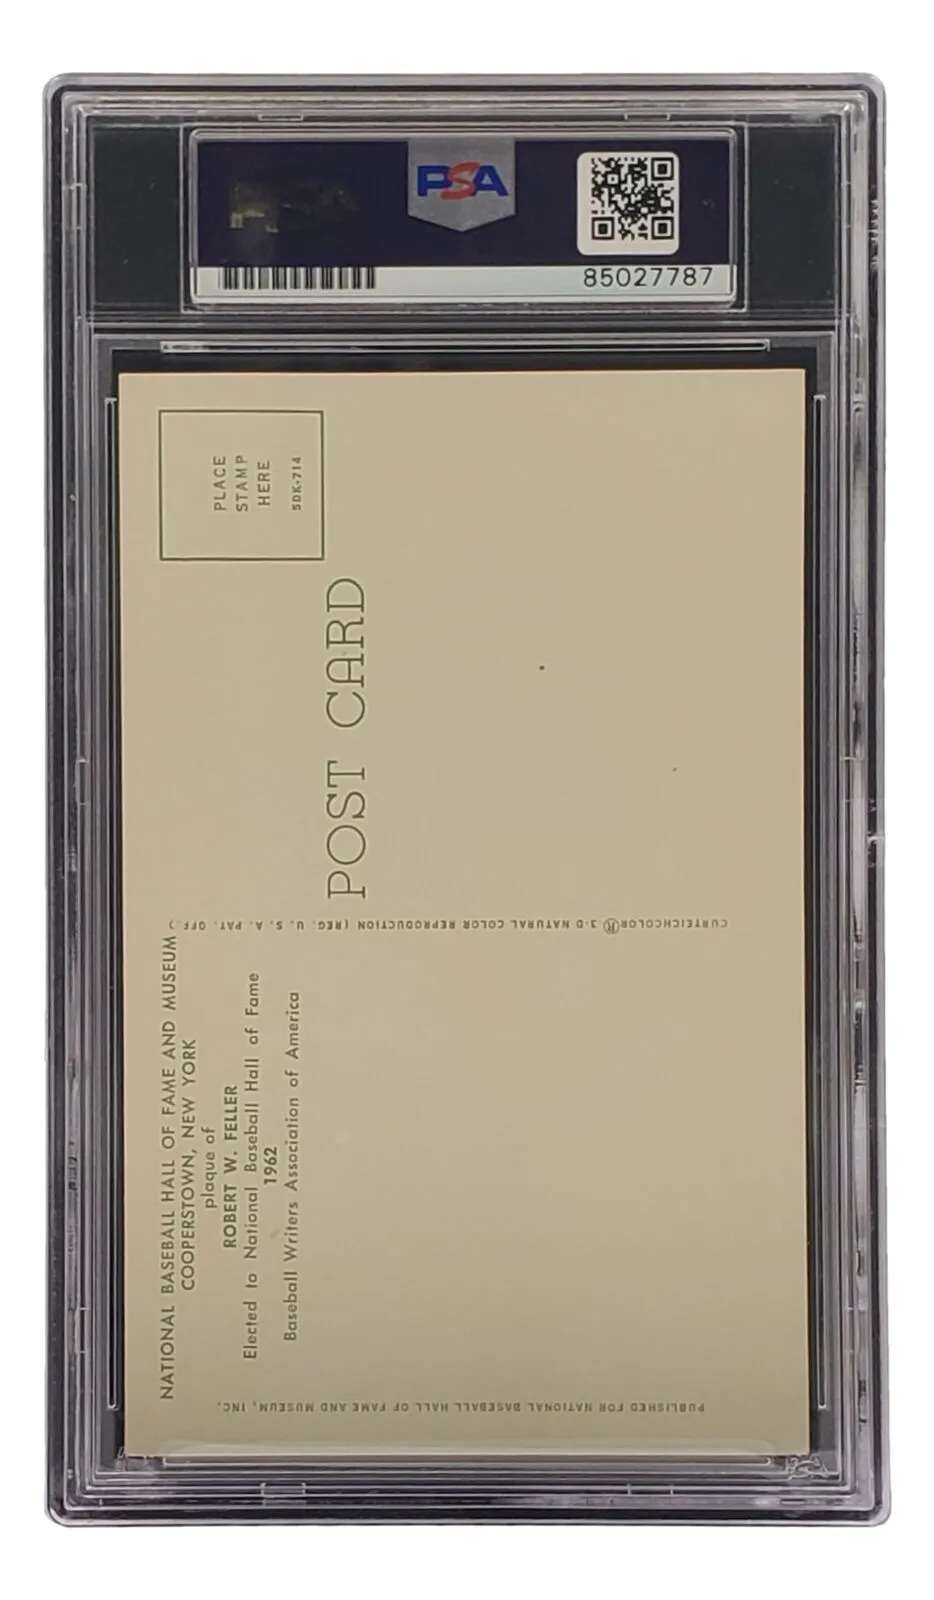 PSA
85027787
PLACE
STAMP
HERE
5DK-714
POST CARD
CURTEICHCOLOR® 3-D NATURAL COLOR REPRODUCTION (REG. U. S. A. PAT. OFF.)
NATIONAL BASEBALL HALL OF FAME AND MUSEUM
COOPERSTOWN, NEW YORK
plaque of
ROBERT W. FELLER
Elected to National Baseball Hall of Fame
1962
Baseball Writers Association of America
PUBLISHED FOR NATIONAL BASEBALL HALL OF FAME AND MUSEUM, INC.